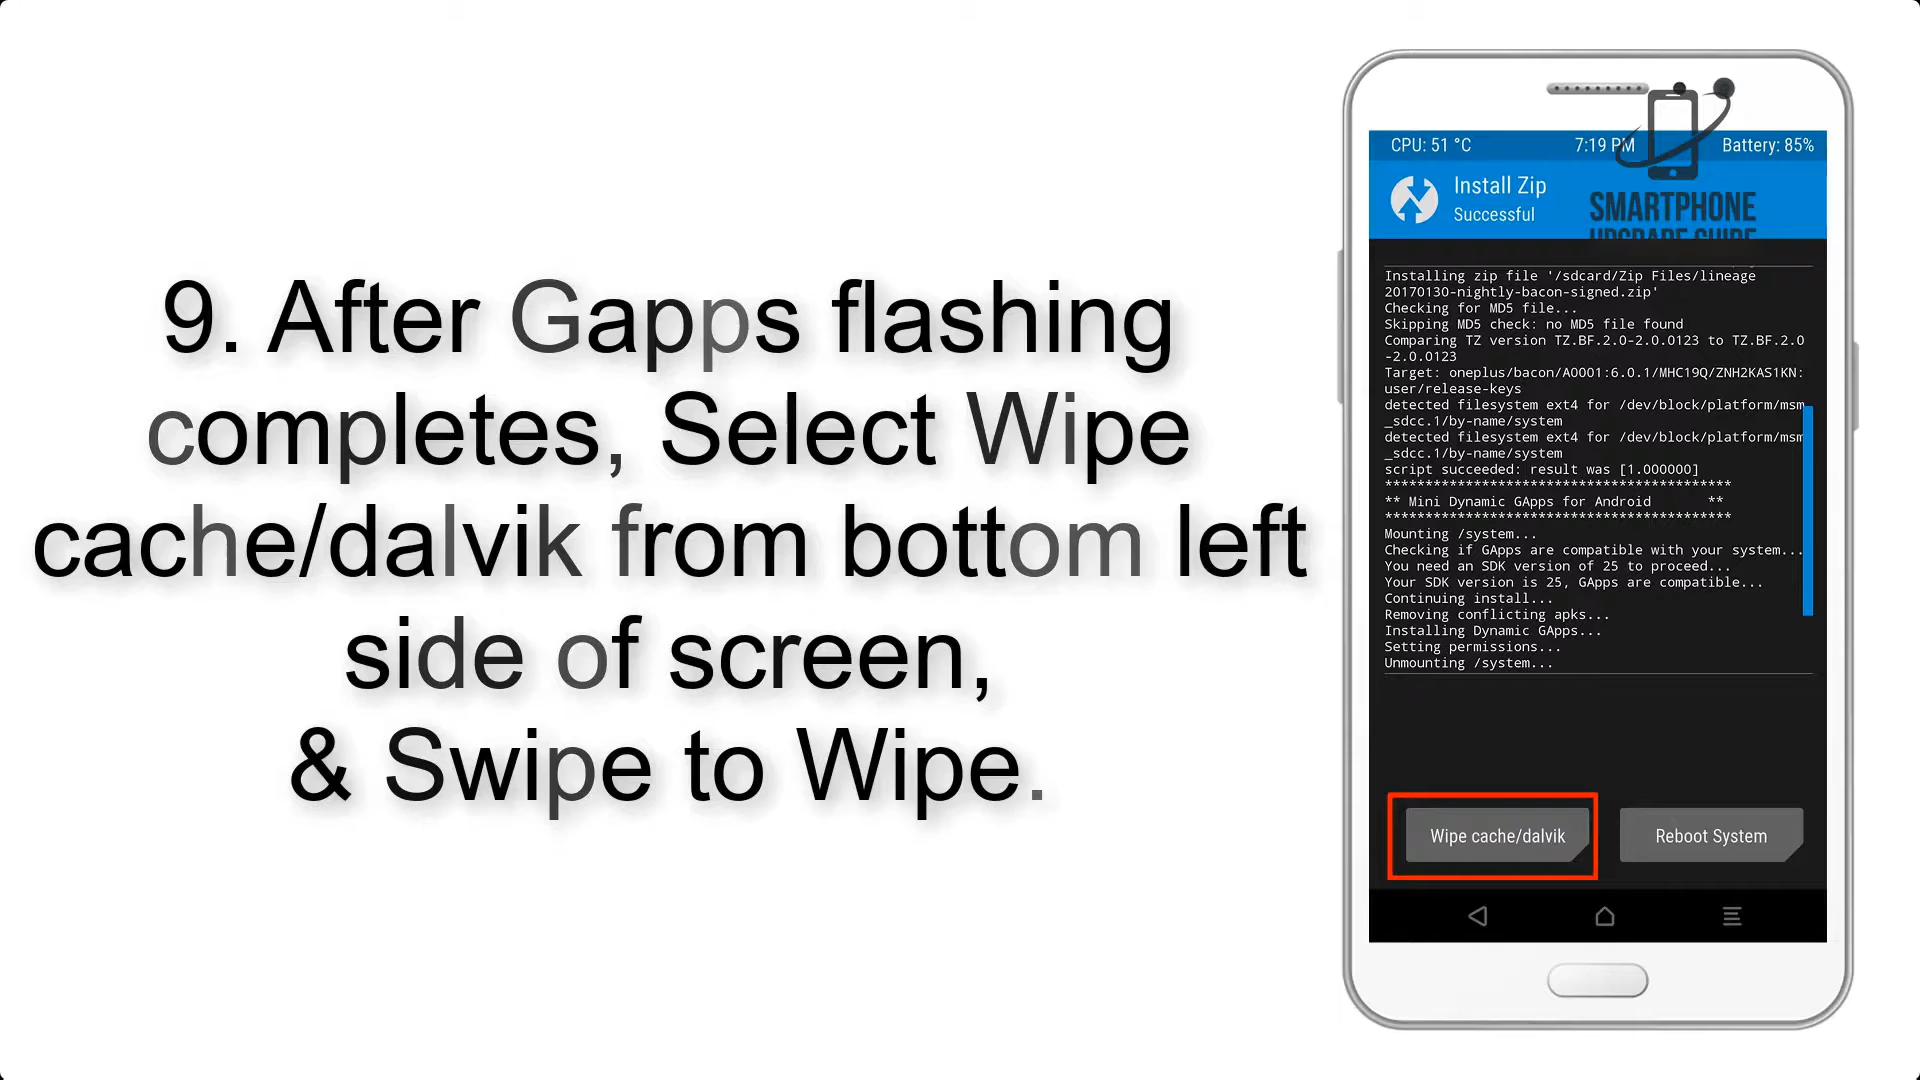 9. After Gapps flashing
completes, Select Wipe
cache/dalvik from bottom left
side of screen,
& Swipe to Wipe.
CPU: 51 °C 7:19 PM Battery: 85%
Install Zip
Successful
SMARTPHONE
UPGRADE GUIDE
Installing zip file '/sdcard/Zip Files/lineage
20170130-nightly-bacon-signed.zip'
Checking for MD5 file...
Skipping MD5 check: no MD5 file found
Comparing TZ version TZ.BF.2.0-2.0.0123 to TZ.BF.2.0
-2.0.0123
Target: oneplus/bacon/A0001:6.0.1/MHC19Q/ZNH2KAS1KN:
user/release-keys
detected filesystem ext4 for /dev/block/platform/msm
_sdcc.1/by-name/system
detected filesystem ext4 for /dev/block/platform/msm
_sdcc.1/by-name/system
script succeeded: result was [1.000000]
*******************************************
** Mini Dynamic GApps for Android **
*******************************************
Mounting /system...
Checking if GApps are compatible with your system...
You need an SDK version of 25 to proceed...
Your SDK version is 25, GApps are compatible...
Continuing install...
Removing conflicting apks...
Installing Dynamic GApps...
Setting permissions...
Unmounting /system...
Wipe cache/dalvik Reboot System